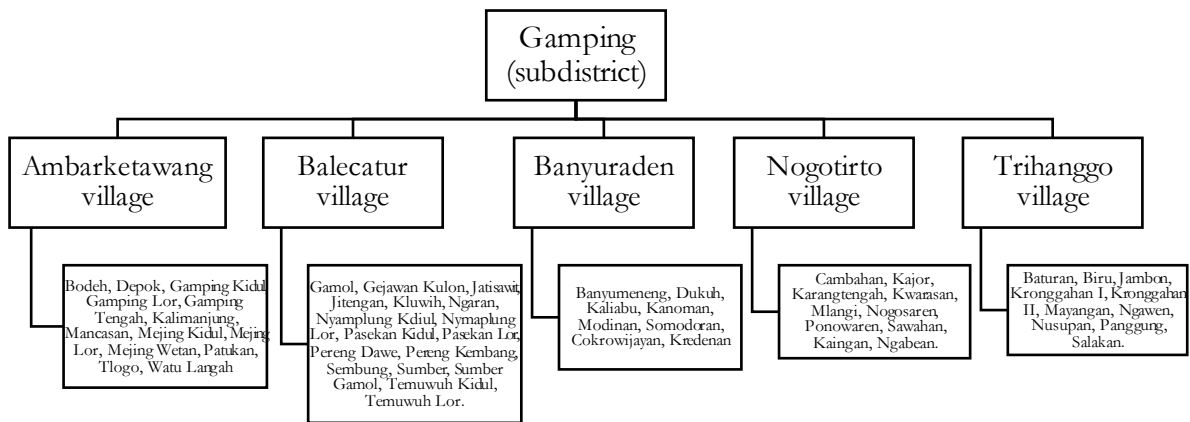 Gamping
(subdistrict)
Ambarketawang
village
Balecatur
village
Banyuraden
village
Nogotirto
village
Trihanggo
village
Bodeh, Depok, Gamping Kidul
Gamping Lor, Gamping
Tengah, Kalimanjung,
Mancasan, Mejing Kidul, Mejing
Lor, Mejing Wetan, Patukan,
Tlogo, Watu Langah
Gamol, Gejawan Kulon, Jatisawit,
Jitengan, Kluwih, Ngaran,
Nyamplung Kdiul, Nymaplung
Lor, Pasekan Kidul, Pasekan Lor,
Pereng Dawe, Pereng Kembang,
Sembung, Sumber, Sumber
Gamol, Temuwuh Kidul,
Temuwuh Lor.
Banyumeneng, Dukuh,
Kaliabu, Kanoman,
Modinan, Somodoran,
Cokrowijayan, Kredenan
Cambahan, Kajor,
Karangtengah, Kwarasan,
Mlangi, Nogosaren,
Ponowaren, Sawahan,
Kaingan, Ngabean.
Baturan, Biru, Jambon,
Kronggahan I, Kronggahan
II, Mayangan, Ngawen,
Nusupan, Panggung,
Salakan.